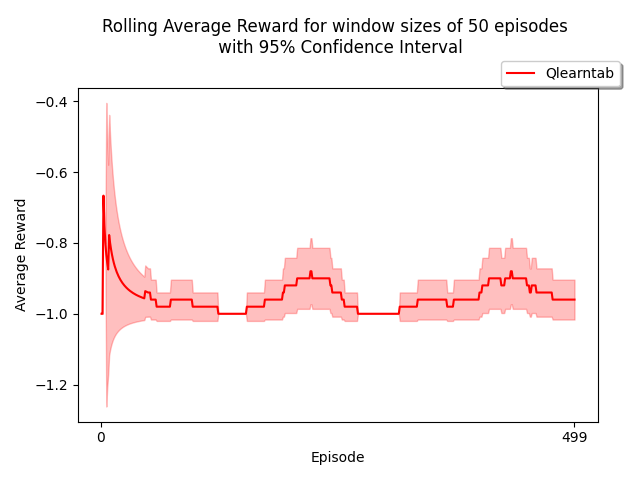 Rolling Average Reward for window sizes of 50 episodes
with 95% Confidence Interval
Qlearntab
−0.4
−0.6
−0.8
−1.0
−1.2
Average Reward
0
499
Episode